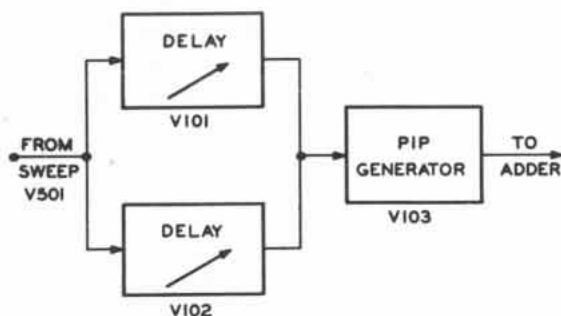 DELAY
V101
FROM
SWEEP
V501
PIP
GENERATOR
V103
TO
ADDER
DELAY
V102